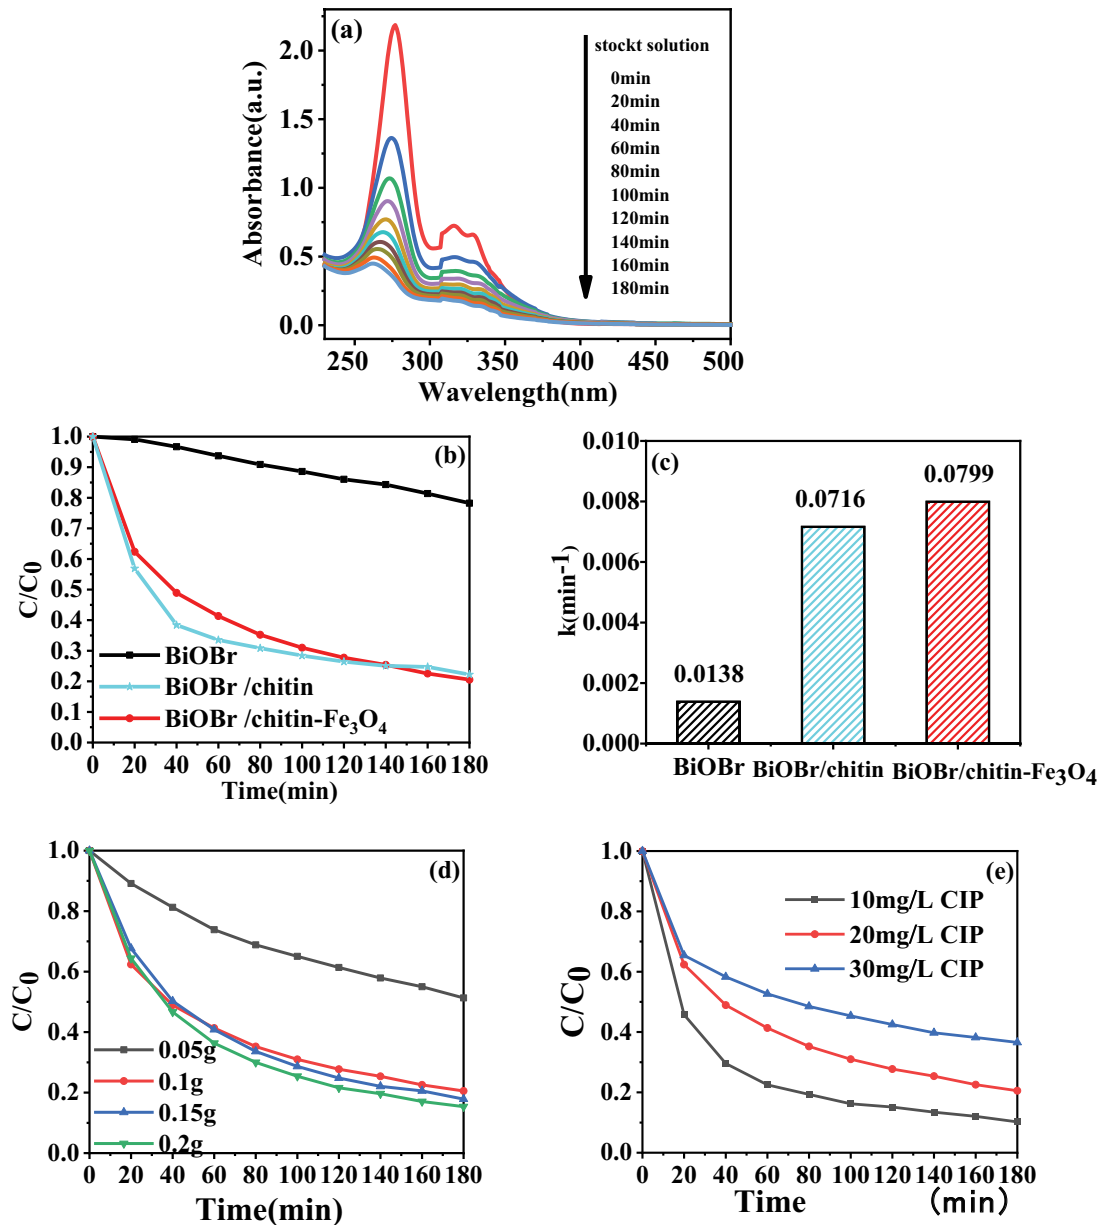 (a)
stockt solution
0min
20min
40min
60min
80min
100min
120min
140min
160min
180min
2.0
1.5
1.0
0.5
0.0
Absorbance(a.u.)
250 300 350 400 450 500
Wavelength(nm)
(b)
1.0
0.9
0.8
0.7
0.6
0.5
0.4
0.3
0.2
0.1
0.0
C/C0
BiOBr
BiOBr /chitin
BiOBr /chitin-Fe3O4
0 20 40 60 80 100 120 140 160 180
Time(min)
(c)
0.010
0.008
0.006
0.004
0.002
0.000
k(min-1)
0.0138
0.0716
0.0799
BiOBr BiOBr/chitin BiOBr/chitin-Fe3O4
(d)
1.0
0.8
0.6
0.4
0.2
0.0
C/C0
0.05g
0.1g
0.15g
0.2g
0 20 40 60 80 100 120 140 160 180
Time(min)
(e)
1.0
0.8
0.6
0.4
0.2
0.0
C/C0
10mg/L CIP
20mg/L CIP
30mg/L CIP
0 20 40 60 80 100 120 140 160 180
Time (min)